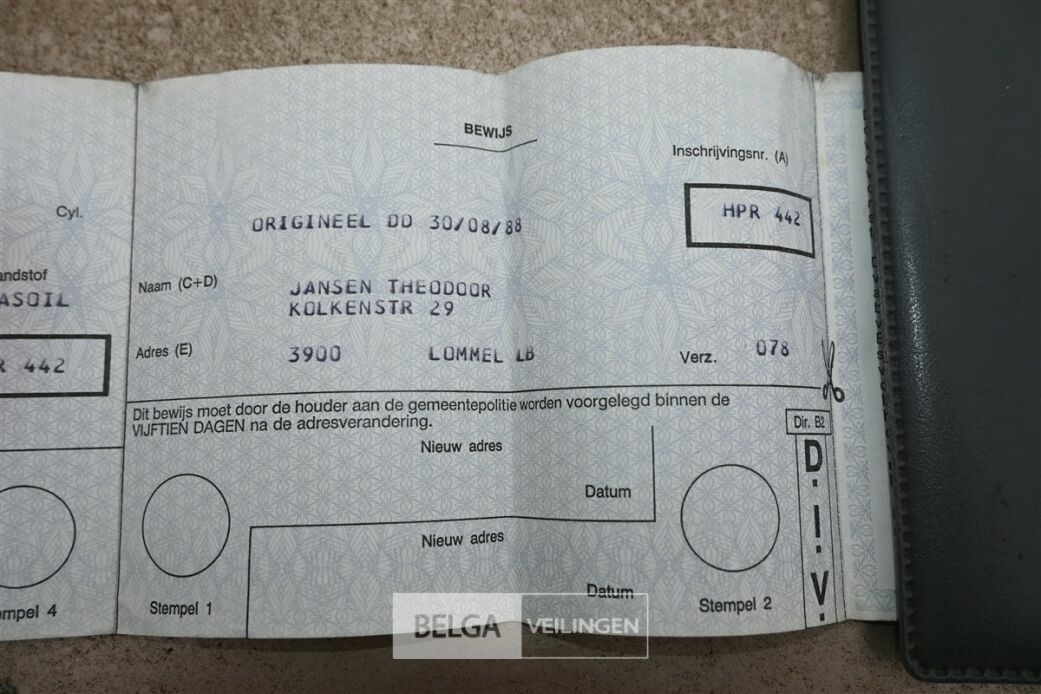 BEWIJS
Inschrijvingsnr. (A)
HPR 442
Cyl.
ORIGINEEL DD 30/08/88
Naam (C+D)
JANSEN THEODOOR
KOLKENSTR 29
Adres (E)
3900 LOMMEL LB
Verz. 078
442
Dit bewijs moet door de houder aan de gemeentepolitie worden voorgelegd binnen de
VIJFTIEN DAGEN na de adresverandering.
Dir. B2
D.I.V.
Nieuw adres
Datum
Nieuw adres
Datum
Stempel 1
Stempel 2
4
BELGA VEILINGEN